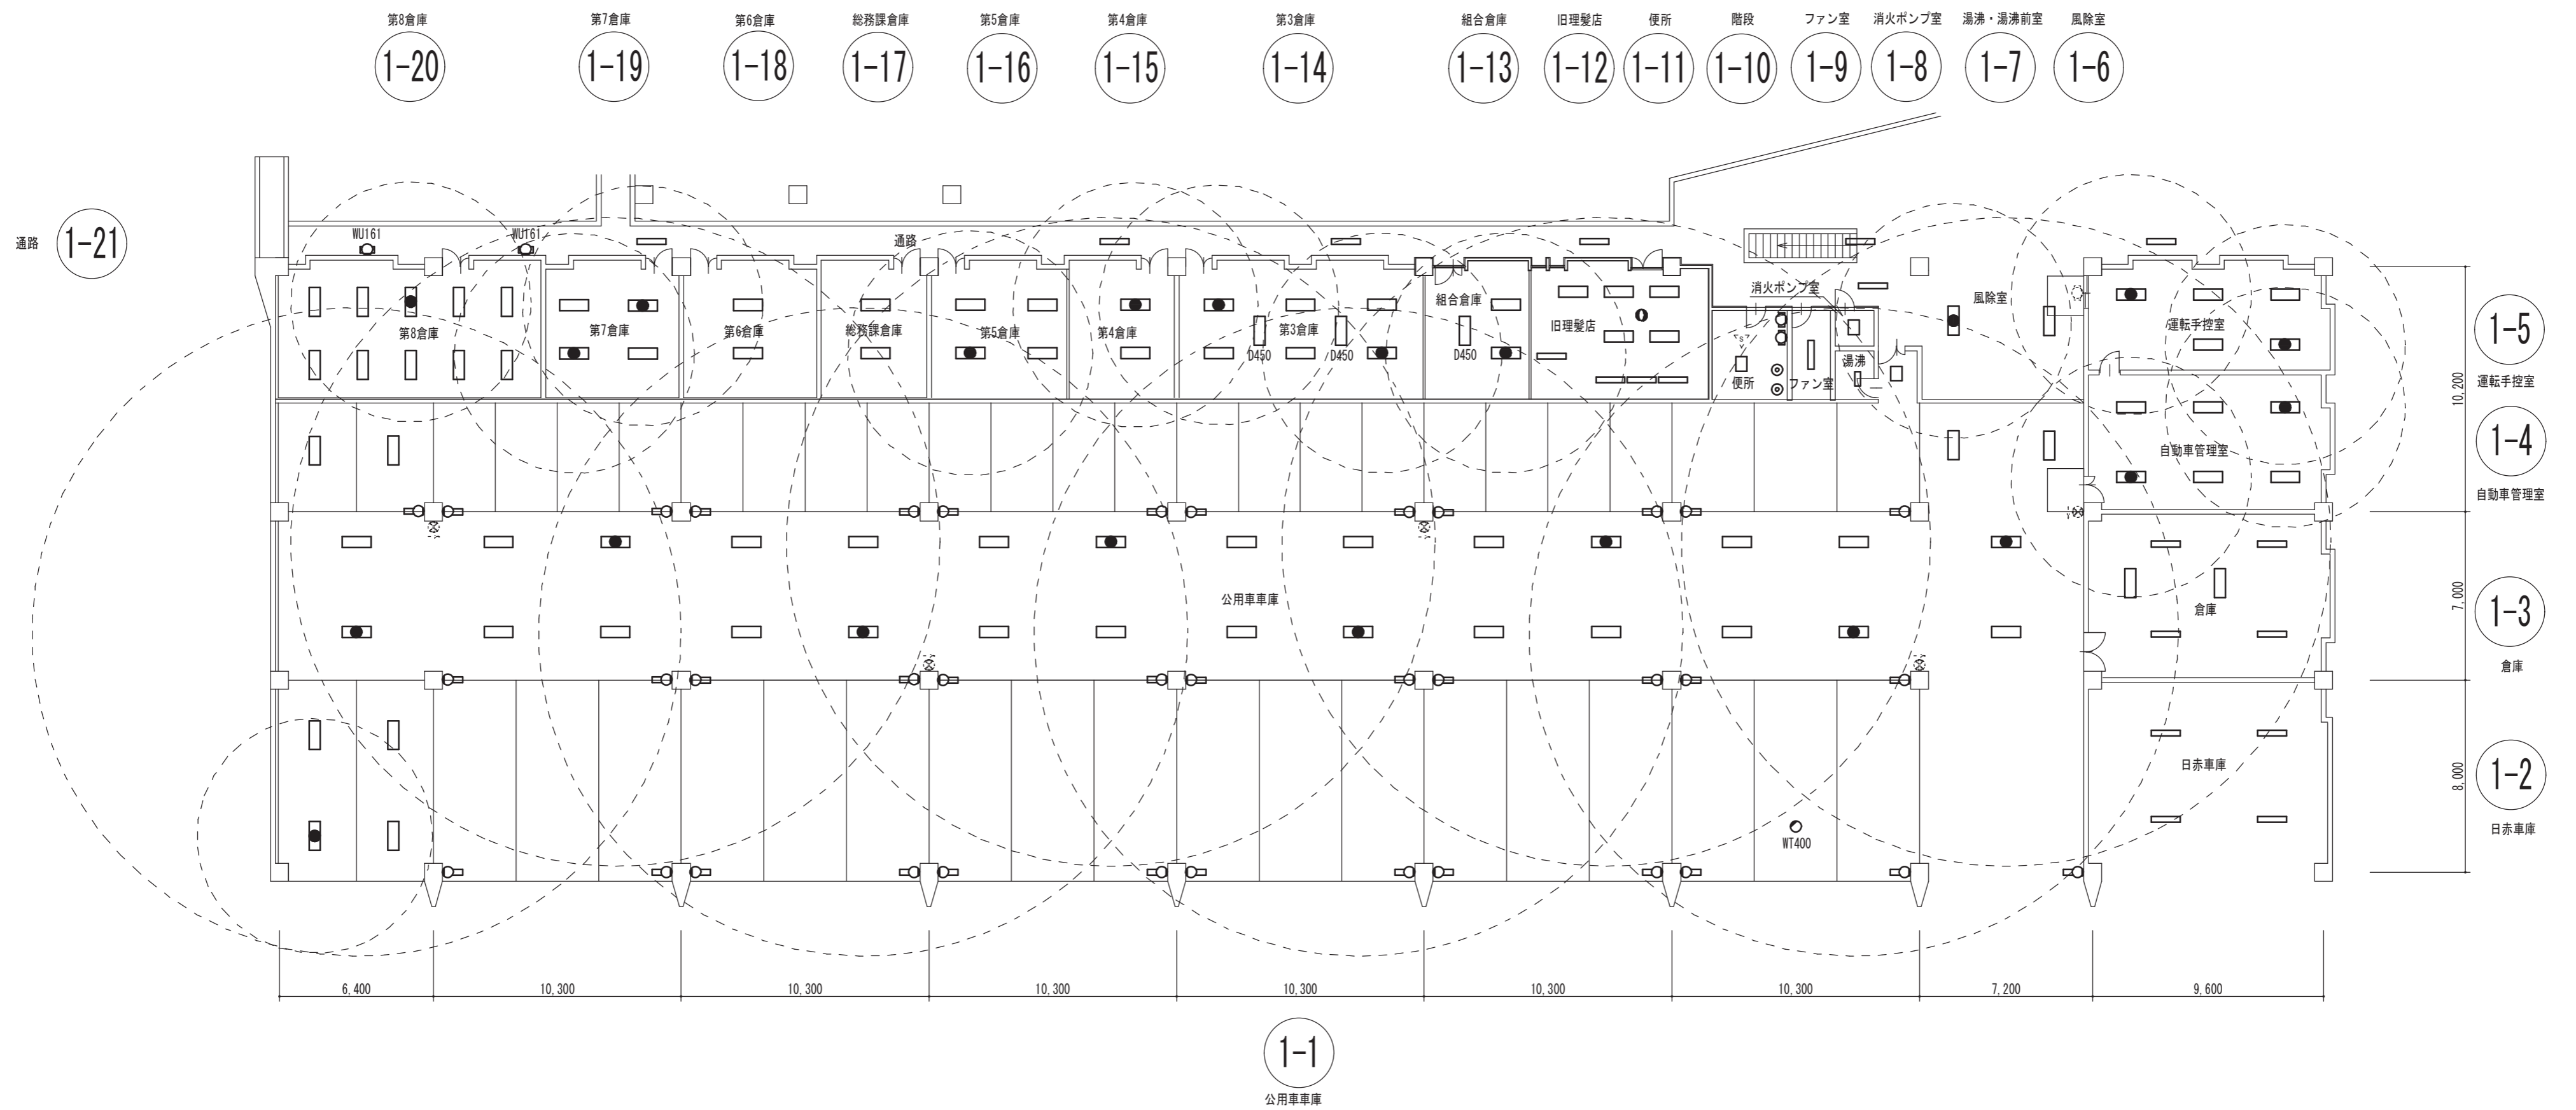 第8倉庫 第7倉庫 第6倉庫 総務課倉庫 第5倉庫 第4倉庫 第3倉庫 組合倉庫 旧理髪店 便所 階段 ファン室 消火ポンプ室 湯沸・湯沸前室 風除室
1-20 1-19 1-18 1-17 1-16 1-15 1-14 1-13 1-12 1-11 1-10 1-9 1-8 1-7 1-6
通路 1-21
WU161 WU161 通路
消火ポンプ室 風除室
組合倉庫
第8倉庫 第7倉庫 第6倉庫 総務課倉庫 第5倉庫 第4倉庫 第3倉庫 旧理髪店 運転手控室
S
D450 D450 D450
湯沸
便所 ファン室
自動車管理室
公用車車庫
倉庫
日赤車庫
WT400
1-5
運転手控室
10,200
1-4
自動車管理室
7,000
1-3
倉庫
8,000
1-2
日赤車庫
6,400 10,300 10,300 10,300 10,300 10,300 10,300 7,200 9,600
1-1
公用車車庫